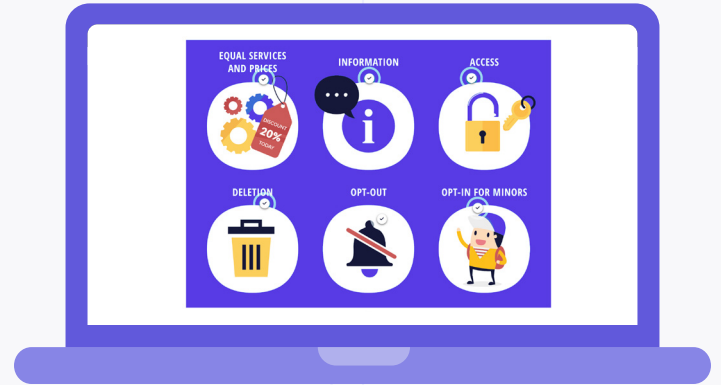 EQUAL SERVICES
AND PRICES
INFORMATION
ACCESS
DISCOUNT
20%
TODAY
DELETION
OPT-OUT
OPT-IN FOR MINORS